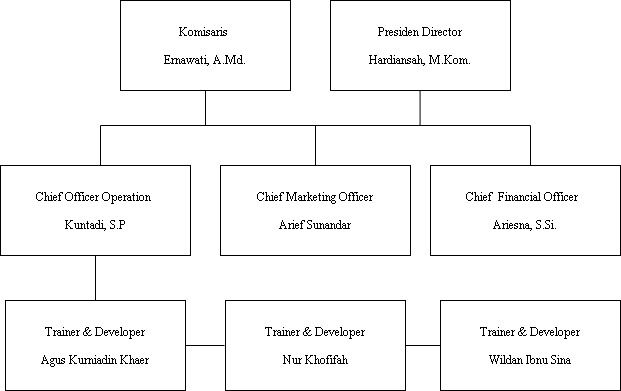 Komisaris
Ernawati, A.Md.
Presiden Director
Hardiansah, M.Kom.
Chief Officer Operation
Kuntadi, S.P
Chief Marketing Officer
Arief Sunandar
Chief  Financial Officer
Ariesna, S.Si.
Trainer & Developer
Agus Kurniadin Khaer
Trainer & Developer
Nur Khofifah
Trainer & Developer
Wildan Ibnu Sina